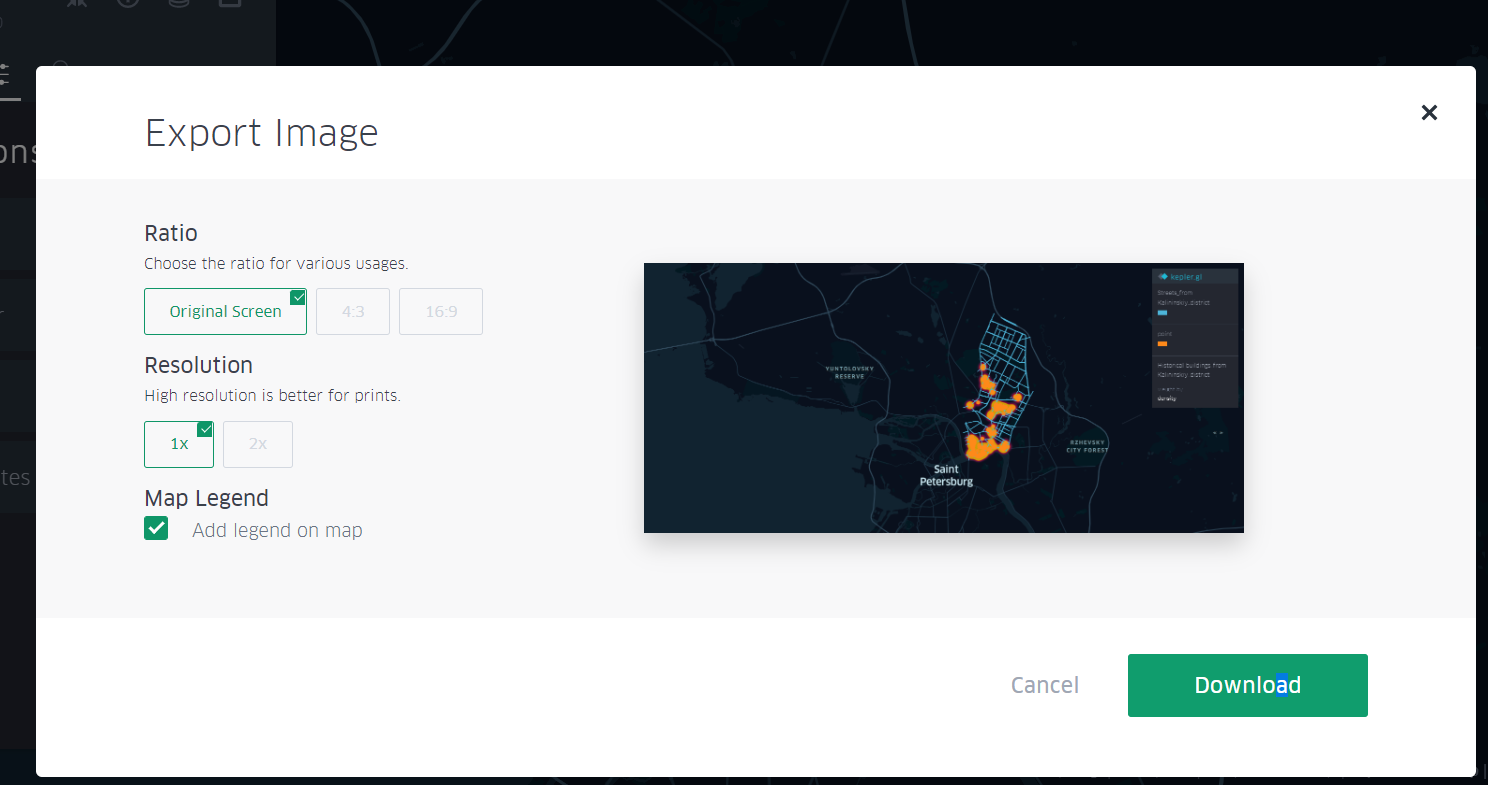 Export Image
Ratio
Choose the ratio for various usages.
Original Screen
4:3
16:9
Resolution
High resolution is better for prints.
1x
2x
Map Legend
Add legend on map
kepler.gl
Streets_from
Kalininskiy_district
point
Historical buildings from
Kalininskiy district
density
YUNTOLOVSKY
RESERVE
RZHEVSKY
CITY FOREST
Saint
Petersburg
Cancel
Download